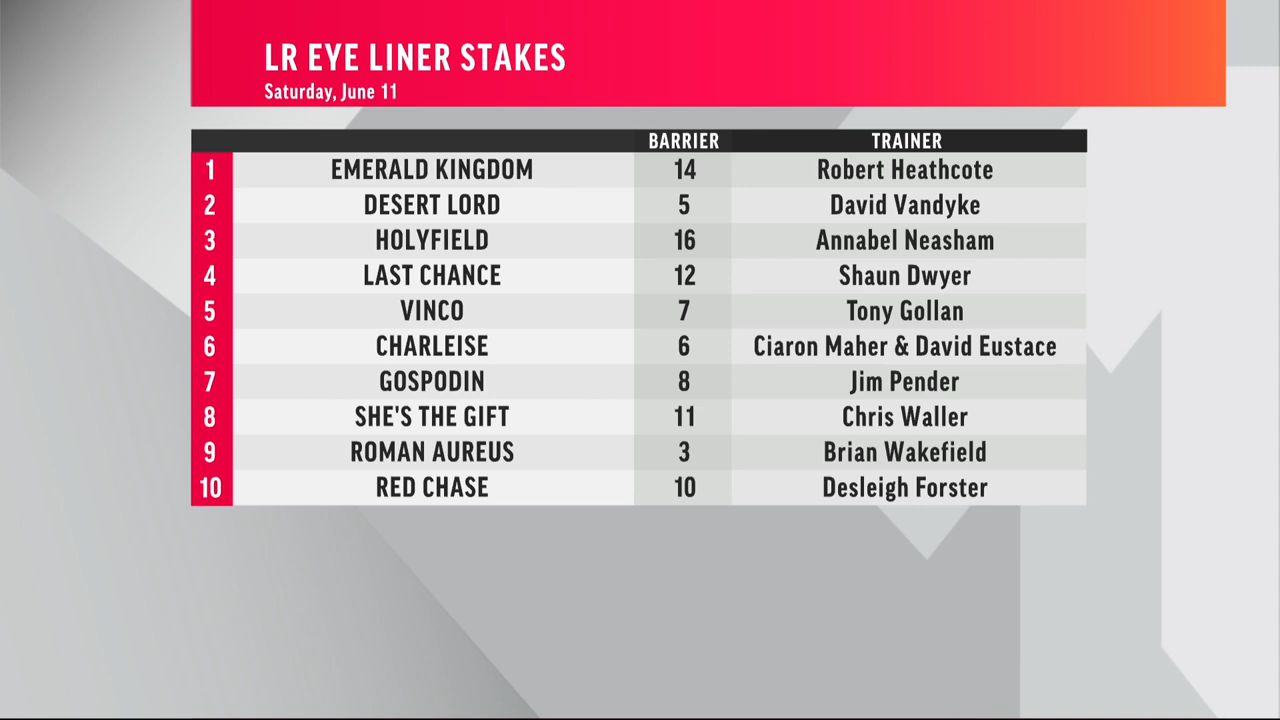 LR EYE LINER STAKES
Saturday, June 11
BARRIER TRAINER
1 EMERALD KINGDOM 14 Robert Heathcote
2 DESERT LORD 5 David Vandyke
3 HOLYFIELD 16 Annabel Neasham
4 LAST CHANCE 12 Shaun Dwyer
5 VINCO 7 Tony Gollan
6 CHARLEISE 6 Ciaron Maher & David Eustace
7 GOSPODIN 8 Jim Pender
8 SHE'S THE GIFT 11 Chris Waller
9 ROMAN AUREUS 3 Brian Wakefield
10 RED CHASE 10 Desleigh Forster